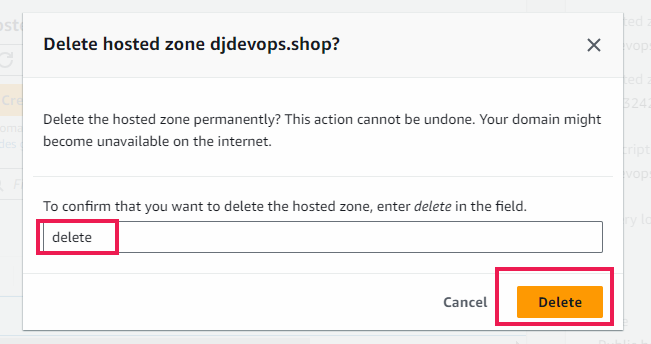 Delete hosted zone djdevops.shop?
Delete the hosted zone permanently? This action cannot be undone. Your domain might
become unavailable on the internet.
To confirm that you want to delete the hosted zone, enter delete in the field.
delete
Cancel
Delete